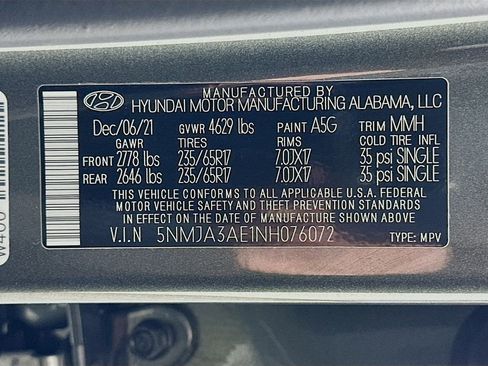 MANUFACTURED BY
HYUNDAI MOTOR MANUFACTURING ALABAMA, LLC
Dec/06/21 GVWR 4629 lbs PAINT A5G TRIM MMH
GAWR TIRES RIMS COLD TIRE INFL
FRONT 2778 lbs 235/65R17 7.0JX17 35 psi SINGLE
REAR 2646 lbs 235/65R17 7.0JX17 35 psi SINGLE
THIS VEHICLE CONFORMS TO ALL APPLICABLE U.S.A. FEDERAL
MOTOR VEHICLE SAFETY AND THEFT PREVENTION STANDARDS
IN EFFECT ON THE DATE OF MANUFACTURE SHOWN ABOVE.
V.I.N 5NMJA3AE1NH076072 TYPE: MPV